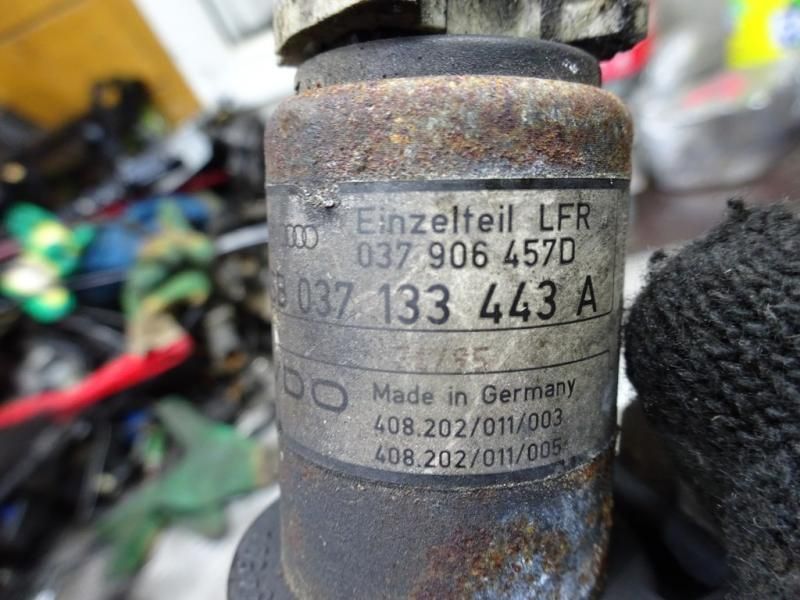 Einzelteil LFR
037 906 457D
B 037 133 443 A
DO
Made in Germany
408.202/011/003
408.202/011/005